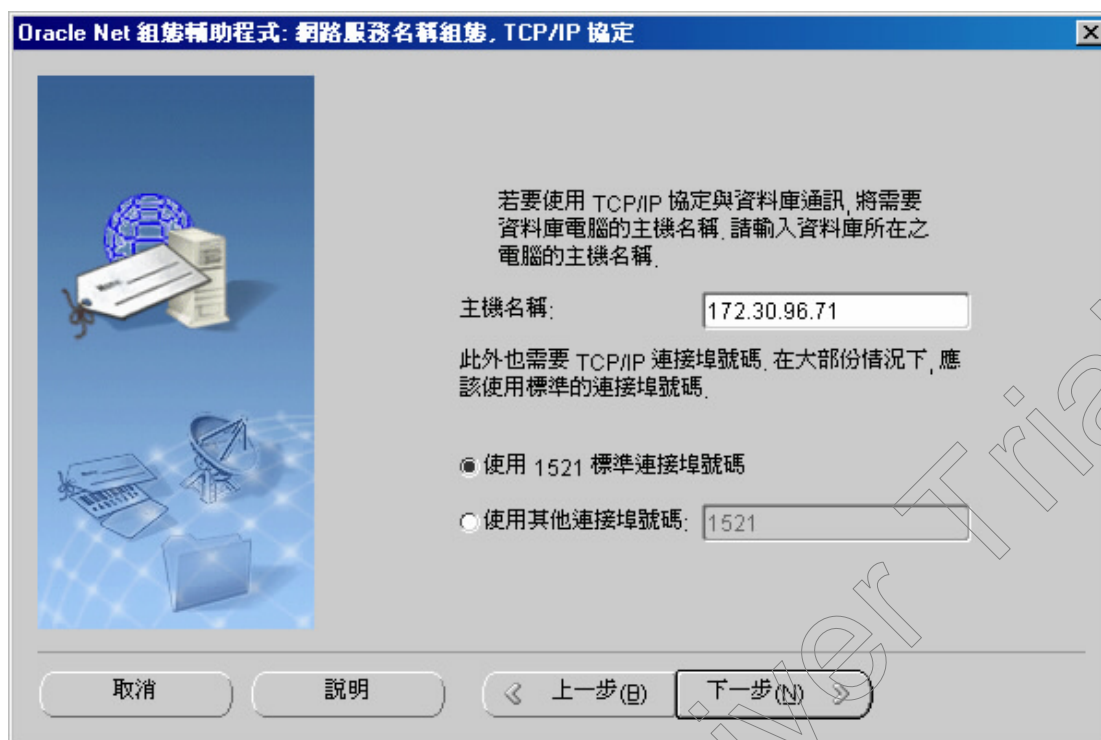 Oracle Net 組態輔助程式: 網路服務名稱組態, TCP/IP 協定
若要使用 TCP/IP 協定與資料庫通訊, 將需要
資料庫電腦的主機名稱. 請輸入資料庫所在之
電腦的主機名稱.
主機名稱: 172.30.96.71
此外也需要 TCP/IP 連接埠號碼. 在大部份情況下, 應
該使用標準的連接埠號碼.
使用 1521 標準連接埠號碼
使用其他連接埠號碼: 1521
取消 說明 上一步(B) 下一步(N)
iver Tria